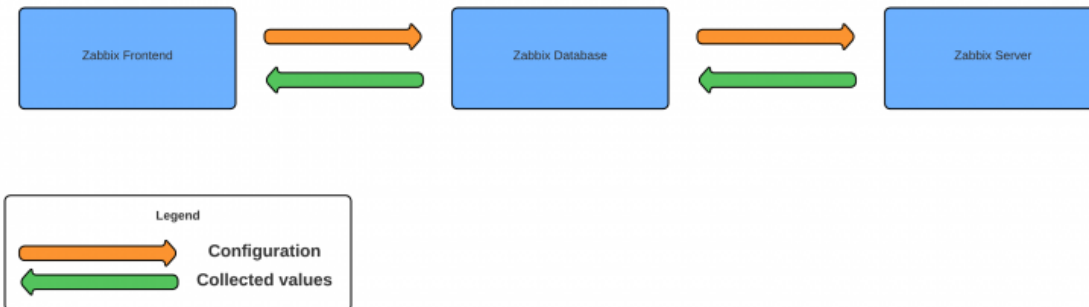 Zabbix Frontend
Zabbix Database
Zabbix Server
Legend
Configuration
Collected values